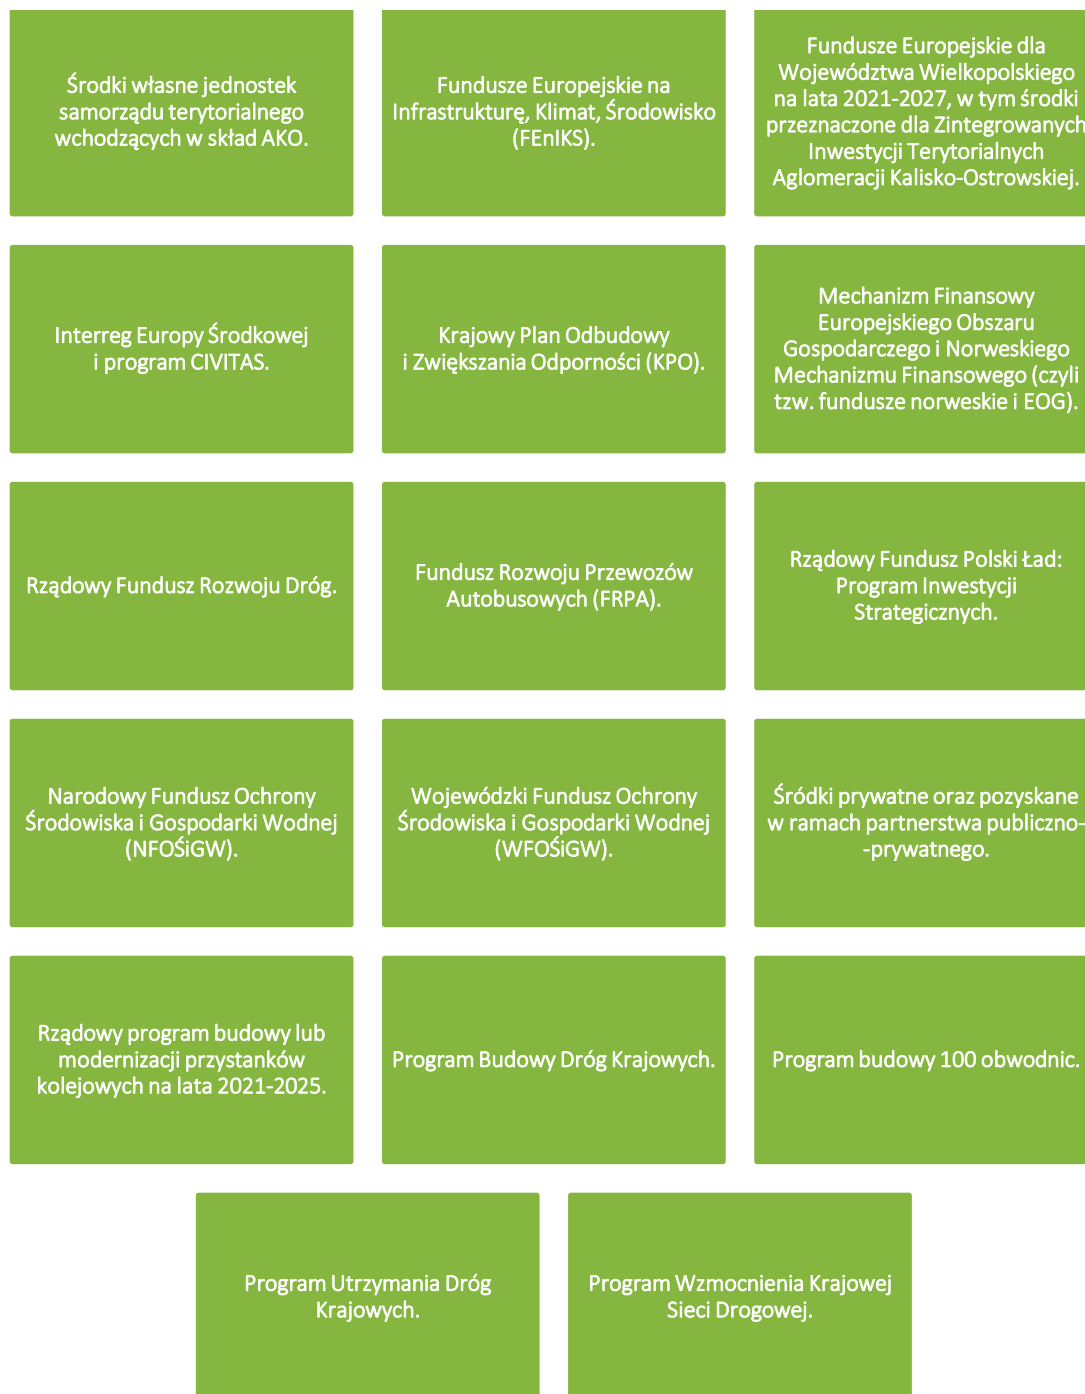 Środki własne jednostek
samorządu terytorialnego
wchodzących w skład AKO.
Fundusze Europejskie na
Infrastrukturę, Klimat, Środowisko
(FEnIKS).
Fundusze Europejskie dla
Województwa Wielkopolskiego
na lata 2021-2027, w tym środki
przeznaczone dla Zintegrowanych
Inwestycji Terytorialnych
Aglomeracji Kalisko-Ostrowskiej.
Interreg Europy Środkowej
i program CIVITAS.
Krajowy Plan Odbudowy
i Zwiększania Odporności (KPO).
Mechanizm Finansowy
Europejskiego Obszaru
Gospodarczego i Norweskiego
Mechanizmu Finansowego (czyli
tzw. fundusze norweskie i EOG).
Rządowy Fundusz Rozwoju Dróg.
Fundusz Rozwoju Przewozów
Autobusowych (FRPA).
Rządowy Fundusz Polski Ład:
Program Inwestycji
Strategicznych.
Narodowy Fundusz Ochrony
Środowiska i Gospodarki Wodnej
(NFOŚiGW).
Wojewódzki Fundusz Ochrony
Środowiska i Gospodarki Wodnej
(WFOŚiGW).
Śródki prywatne oraz pozyskane
w ramach partnerstwa publiczno-
-prywatnego.
Rządowy program budowy lub
modernizacji przystanków
kolejowych na lata 2021-2025.
Program Budowy Dróg Krajowych.
Program budowy 100 obwodnic.
Program Utrzymania Dróg
Krajowych.
Program Wzmocnienia Krajowej
Sieci Drogowej.